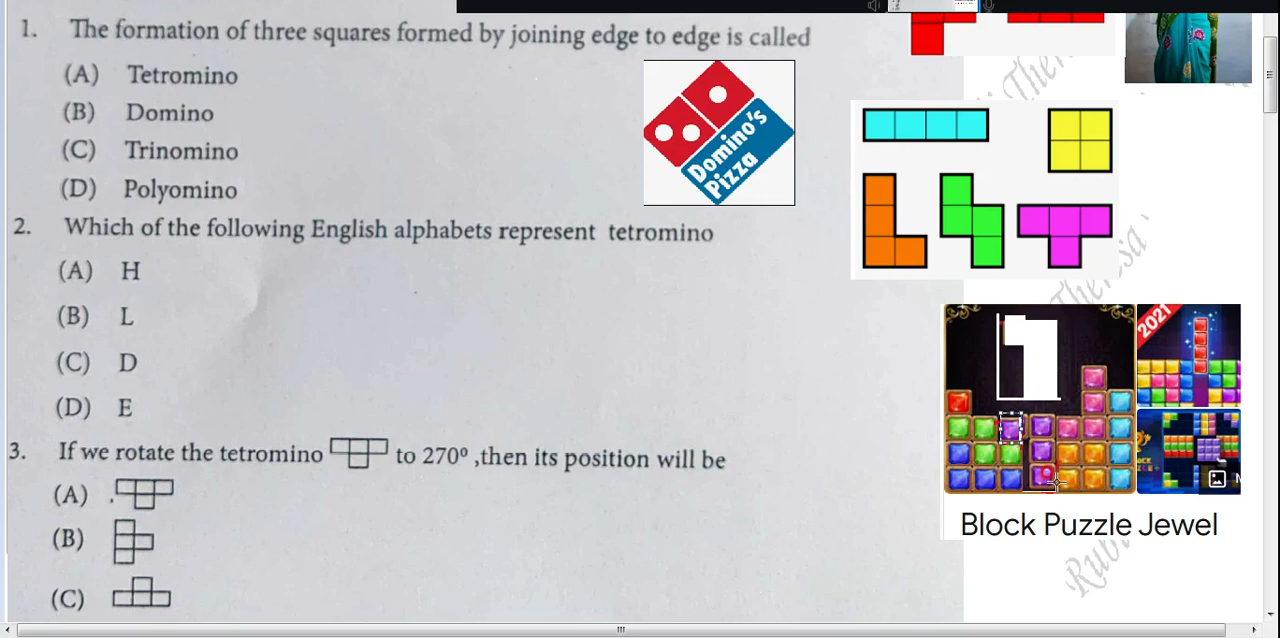 1. The formation of three squares formed by joining edge to edge is called
(A) Tetromino
(B) Domino
(C) Trinomino
(D) Polyomino
2. Which of the following English alphabets represent tetromino
(A) H
(B) L
(C) D
(D) E
3. If we rotate the tetromino to 270⁰ ,then its position will be
(A)
(B)
(C)
Domino's
Pizza
2021
Block Puzzle Jewel